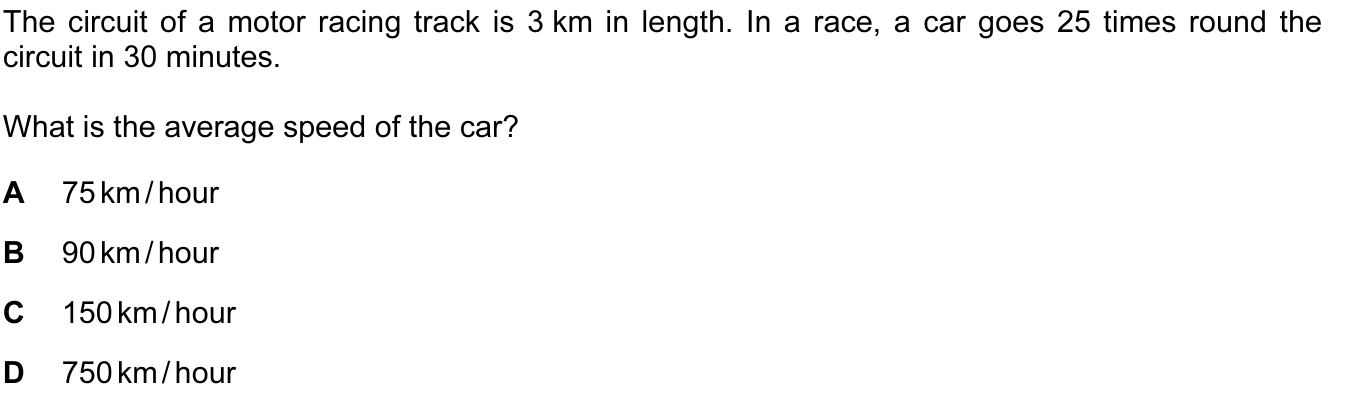 The circuit of a motor racing track is 3 km in length. In a race, a car goes 25 times round the
circuit in 30 minutes.
What is the average speed of the car?
A 75 km / hour
B 90 km / hour
C 150 km / hour
D 750 km / hour